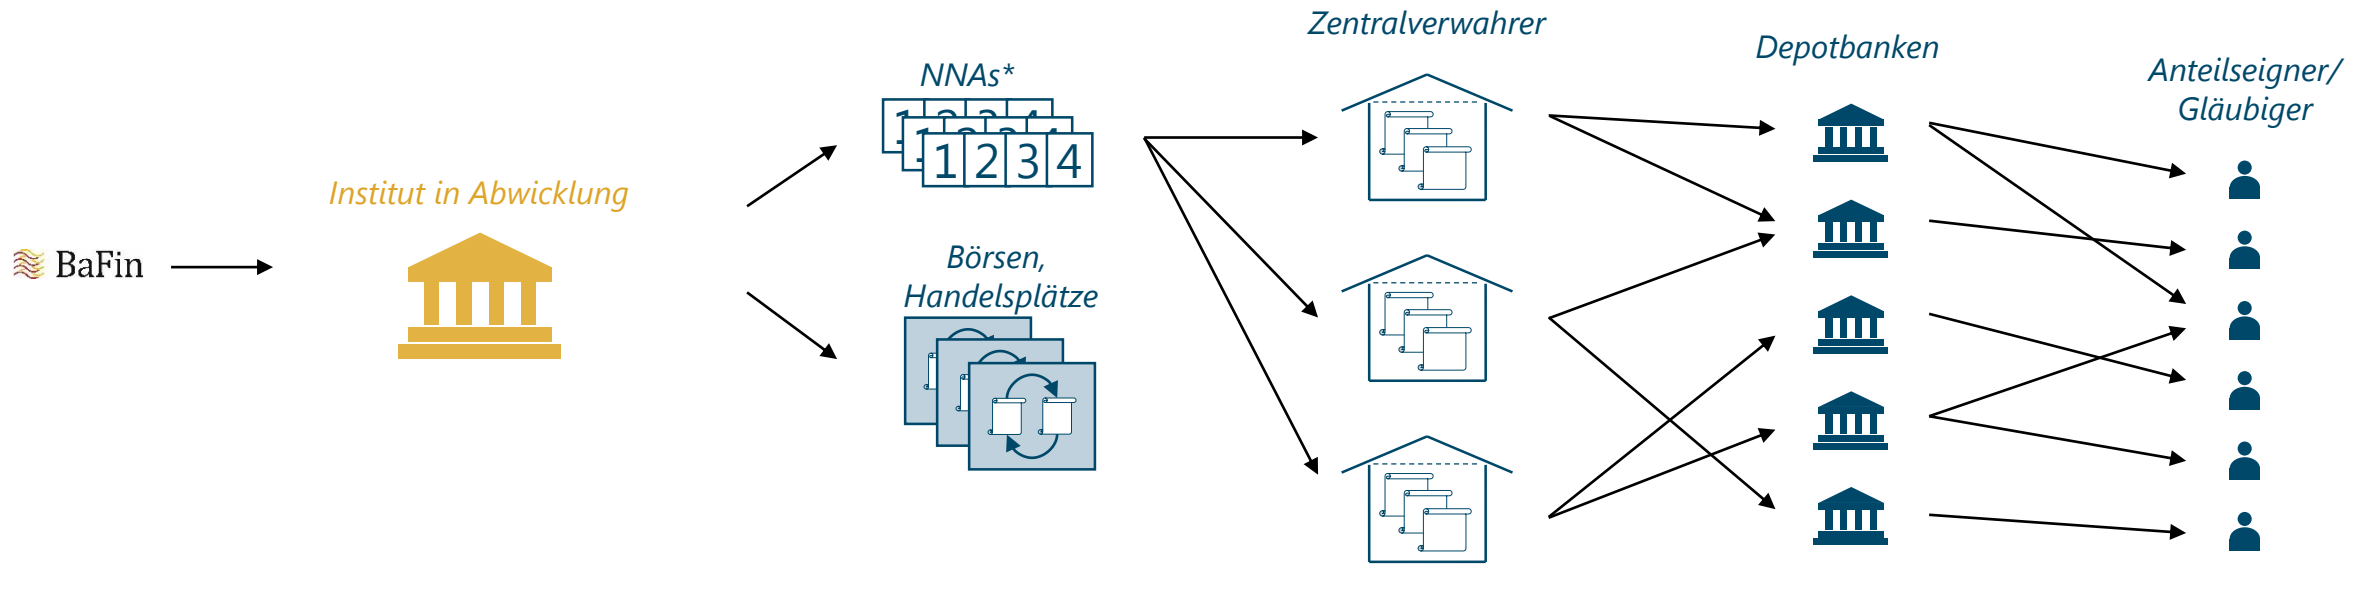 BaFin
Institut in Abwicklung
NNAs*
1 2 3 4
Börsen,
Handelsplätze
Zentralverwahrer
Depotbanken
Anteilseigner/
Gläubiger